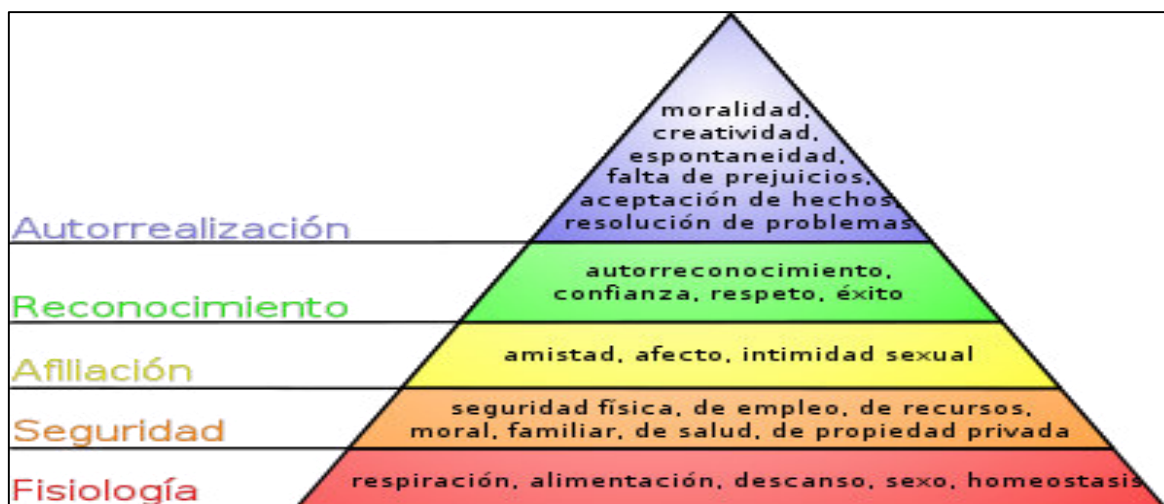 moralidad,
creatividad,
espontaneidad,
falta de prejuicios,
aceptación de hechos
resolución de problemas
Autorrealización
autorreconocimiento,
confianza, respeto, éxito
Reconocimiento
amistad, afecto, intimidad sexual
Afiliación
seguridad física, de empleo, de recursos,
moral, familiar, de salud, de propiedad privada
Seguridad
respiración, alimentación, descanso, sexo, homeostasis
Fisiología